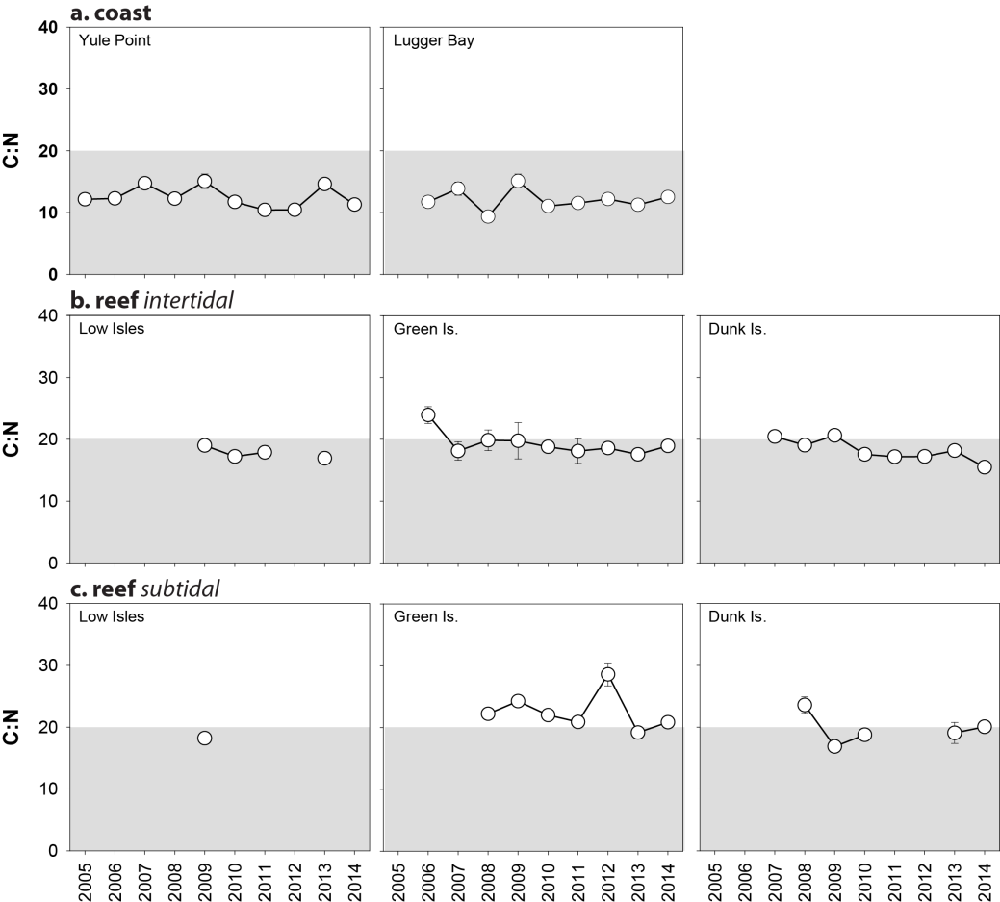 a. coast
40
30
20
10
0
C:N
Yule Point
Lugger Bay
b. reef intertidal
40
30
20
10
0
C:N
Low Isles
Green Is.
Dunk Is.
c. reef subtidal
40
30
20
10
0
C:N
Low Isles
Green Is.
Dunk Is.
2005 2006 2007 2008 2009 2010 2011 2012 2013 2014
2005 2006 2007 2008 2009 2010 2011 2012 2013 2014
2005 2006 2007 2008 2009 2010 2011 2012 2013 2014